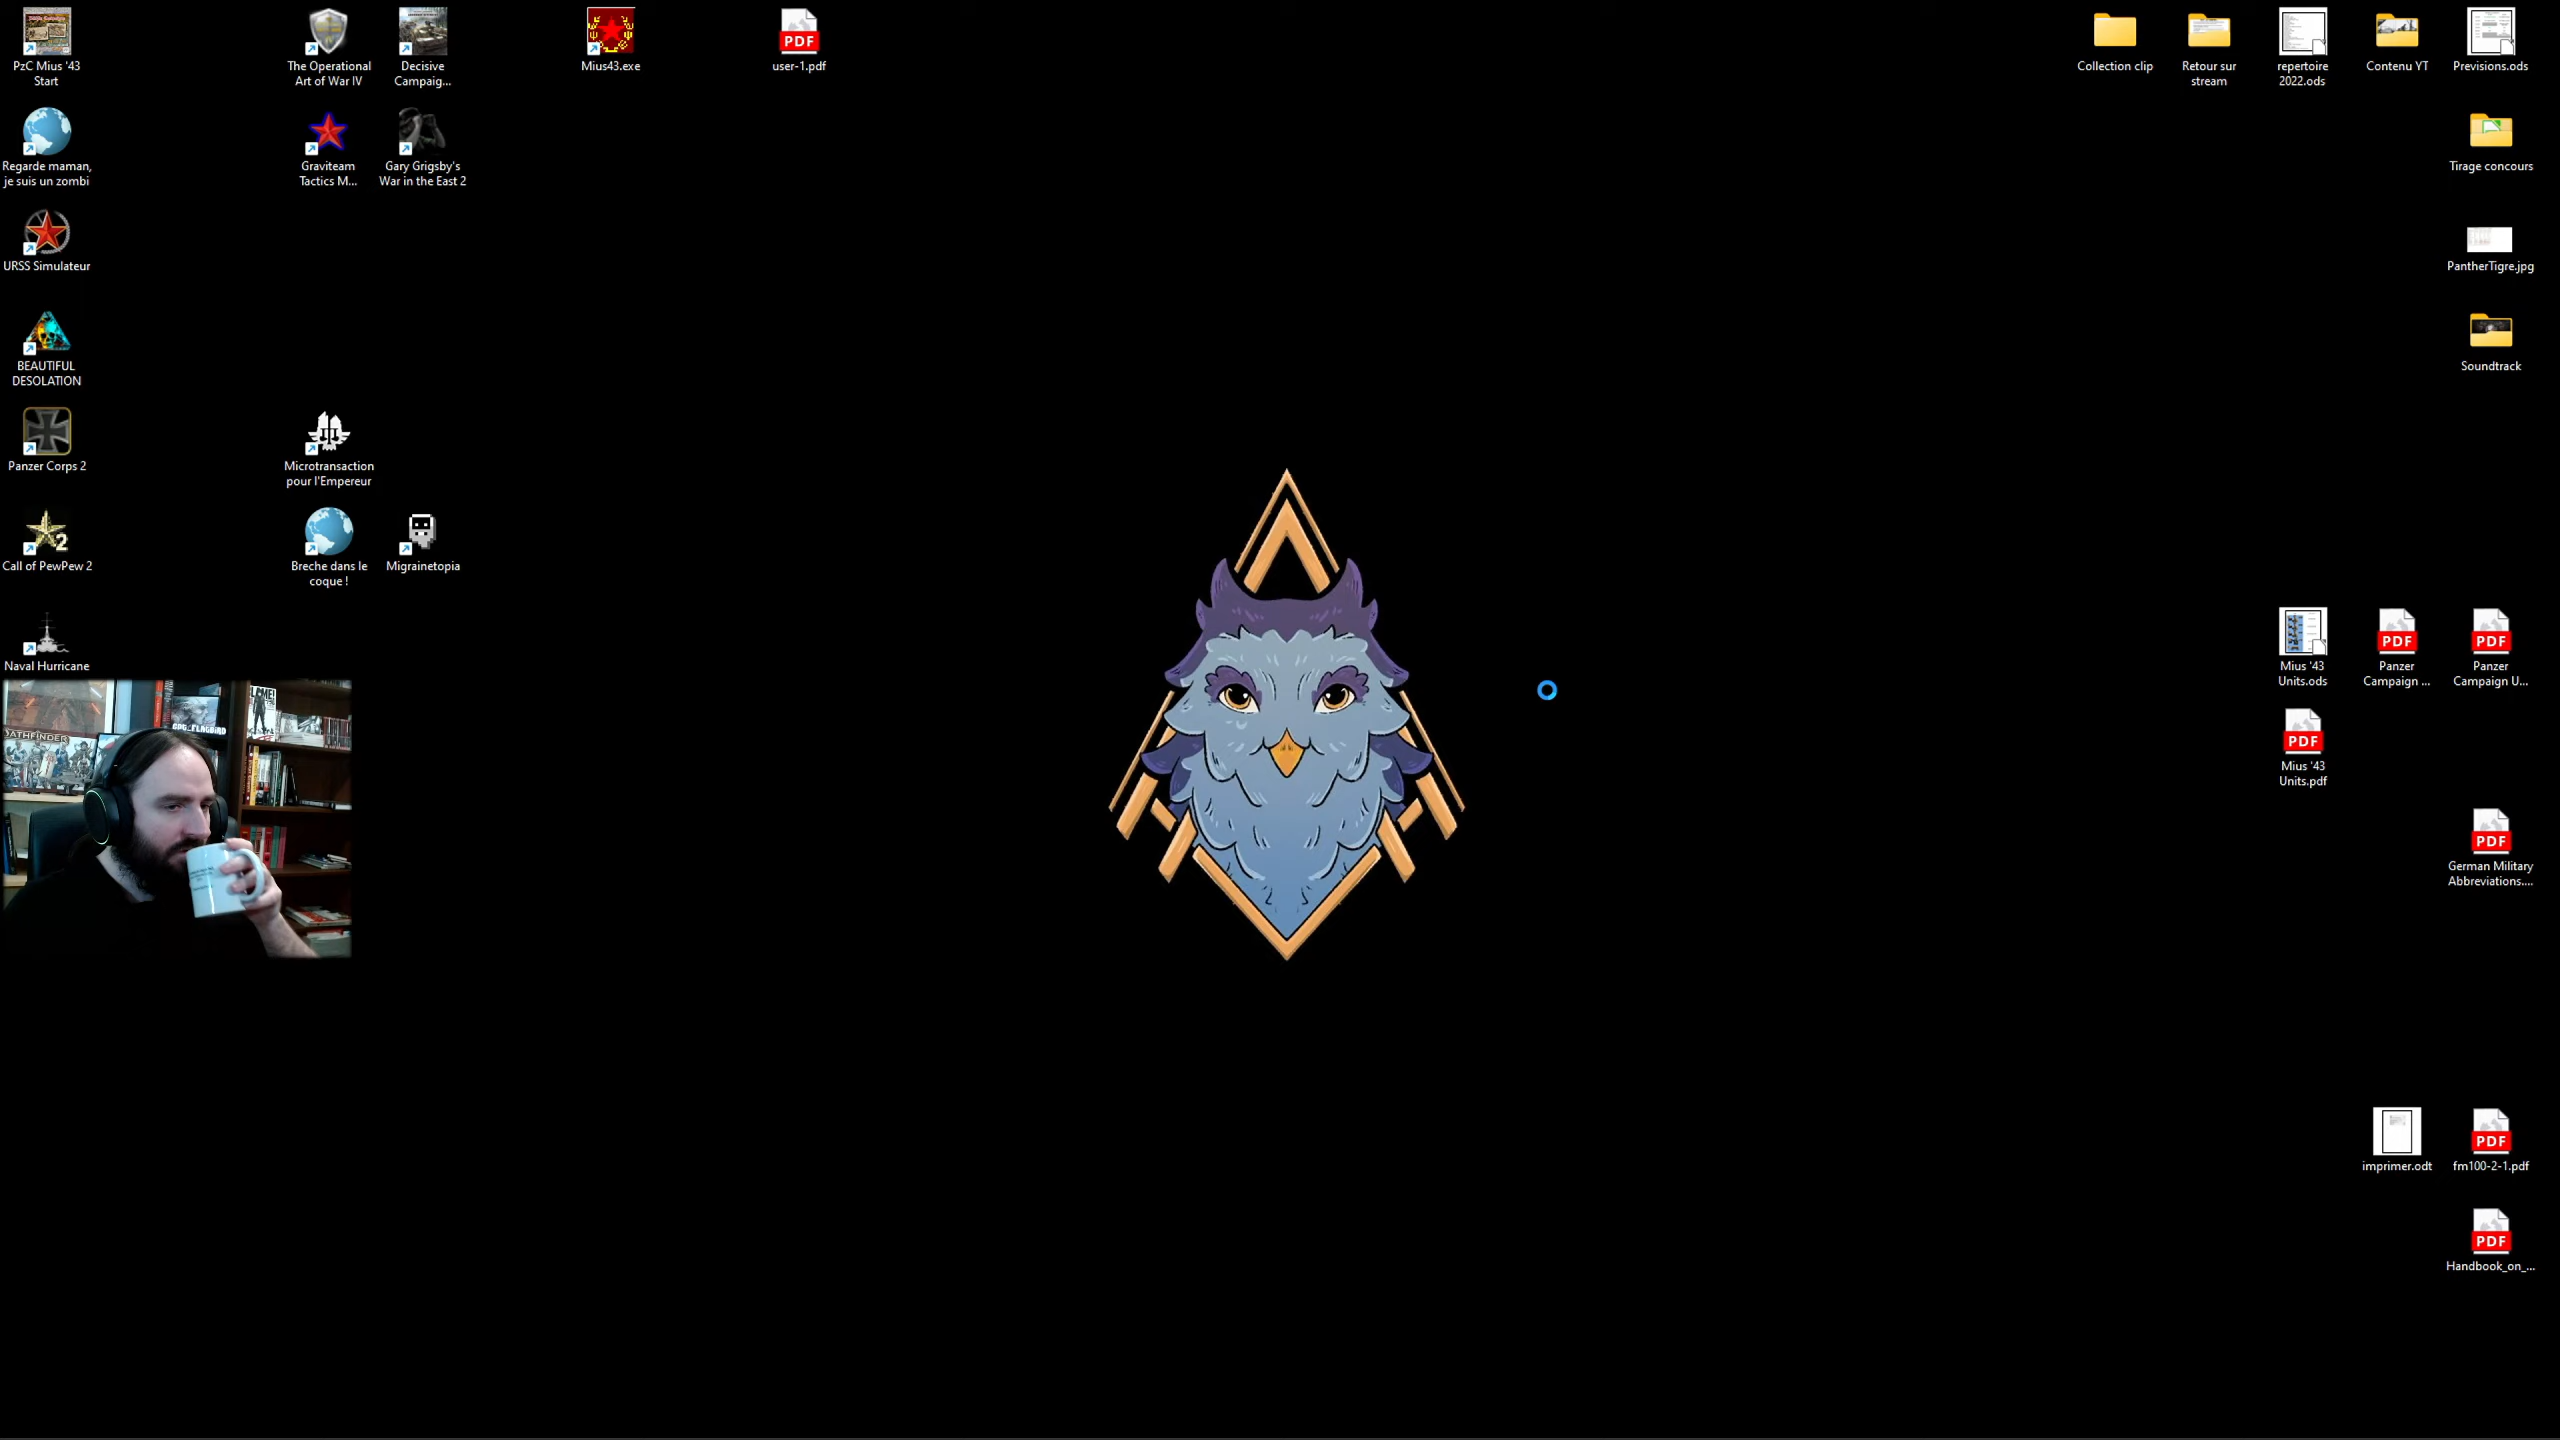 PzC Mius '43
Start
The Operational
Art of War IV
Decisive
Campaig...
Mius43.exe
PDF
user-1.pdf
Collection clip
Retour sur
stream
repertoire
2022.ods
Contenu YT
Previsions.ods
Regarde maman,
je suis un zombi
Graviteam
Tactics M...
Gary Grigsby's
War in the East 2
Tirage concours
URSS Simulateur
PantherTigre.jpg
BEAUTIFUL
DESOLATION
Soundtrack
Panzer Corps 2
Microtransaction
pour l'Empereur
2
Call of PewPew 2
Breche dans le
coque !
Migrainetopia
Naval Hurricane
Mius '43
Units.ods
PDF
Panzer
Campaign ...
PDF
Panzer
Campaign U...
PATHFINDER
PDF
Mius '43
Units.pdf
PDF
German Military
Abbreviations....
imprimer.odt
PDF
fm100-2-1.pdf
PDF
Handbook_on_...